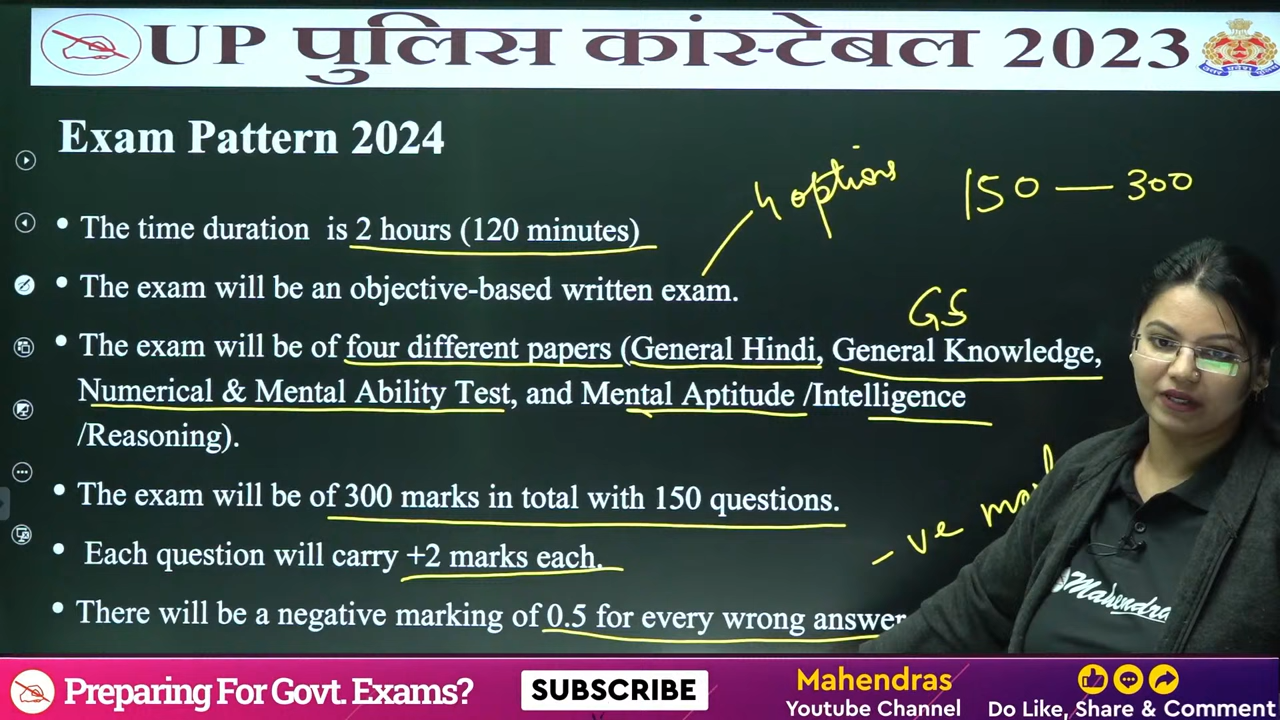 UP पुलिस कांस्टेबल 2023
Exam Pattern 2024
4 options
150 — 300
• The time duration is 2 hours (120 minutes)
• The exam will be an objective-based written exam.
GS
• The exam will be of four different papers (General Hindi, General Knowledge,
Numerical & Mental Ability Test, and Mental Aptitude /Intelligence
/Reasoning).
• The exam will be of 300 marks in total with 150 questions.
-ve
• Each question will carry +2 marks each.
• There will be a negative marking of 0.5 for every wrong answer
Mahendra
Preparing For Govt. Exams?
SUBSCRIBE
Mahendras
YouTube Channel
Do Like, Share & Comment